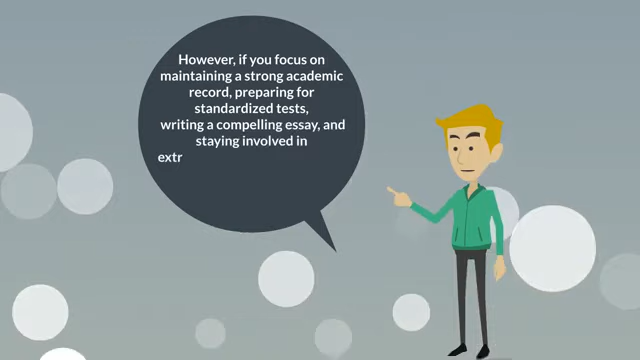 However, if you focus on
maintaining a strong academic
record, preparing for
standardized tests,
writing a compelling essay, and
staying involved in
extr